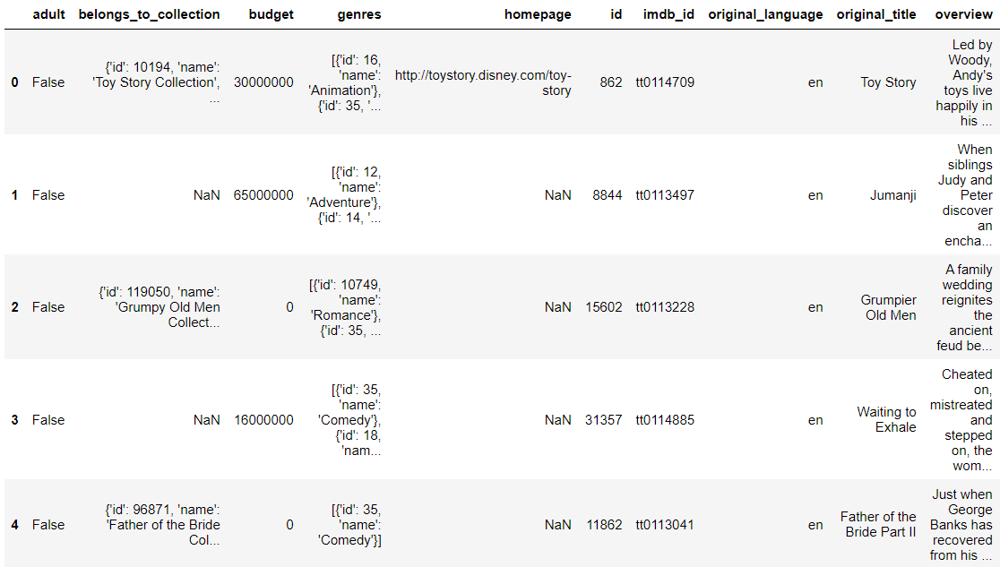 adult belongs_to_collection budget genres homepage id imdb_id original_language original_title overview
0 False {'id': 10194, 'name': 'Toy Story Collection', ... 30000000 [{'id': 16, 'name': 'Animation'}, {'id': 35, '... http://toystory.disney.com/toy-story 862 tt0114709 en Toy Story Led by Woody, Andy's toys live happily in his ...
1 False NaN 65000000 [{'id': 12, 'name': 'Adventure'}, {'id': 14, '... NaN 8844 tt0113497 en Jumanji When siblings Judy and Peter discover an encha...
2 False {'id': 119050, 'name': 'Grumpy Old Men Collect... 0 [{'id': 10749, 'name': 'Romance'}, {'id': 35, ... NaN 15602 tt0113228 en Grumpier Old Men A family wedding reignites the ancient feud be...
3 False NaN 16000000 [{'id': 35, 'name': 'Comedy'}, {'id': 18, 'nam... NaN 31357 tt0114885 en Waiting to Exhale Cheated on, mistreated and stepped on, the wom...
4 False {'id': 96871, 'name': 'Father of the Bride Col... 0 [{'id': 35, 'name': 'Comedy'}] NaN 11862 tt0113041 en Father of the Bride Part II Just when George Banks has recovered from his ...